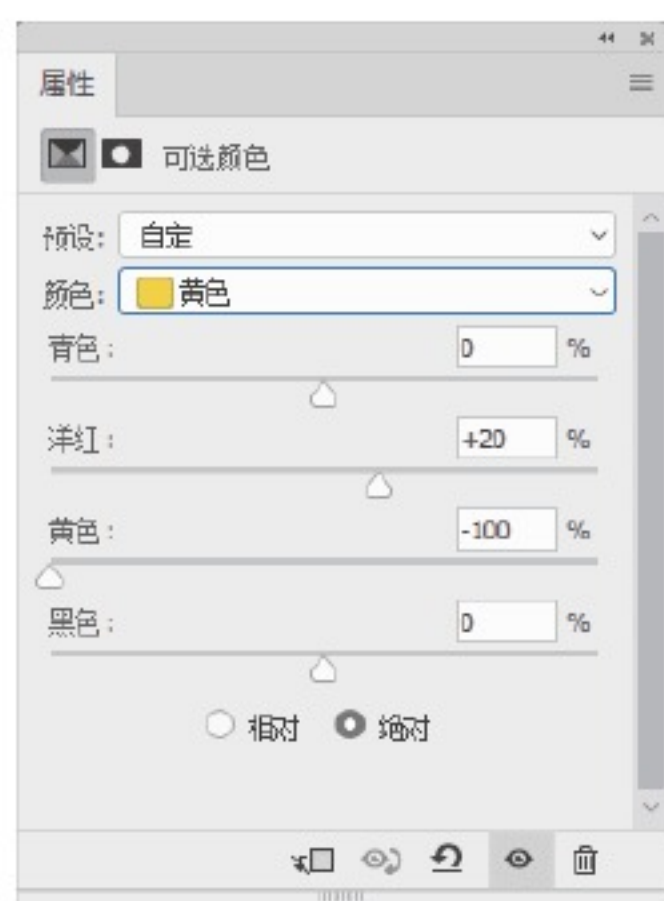 属性
可选颜色
预设: 自定
颜色: 黄色
青色: 0 %
洋红: +20 %
黄色: -100 %
黑色: 0 %
相对 绝对